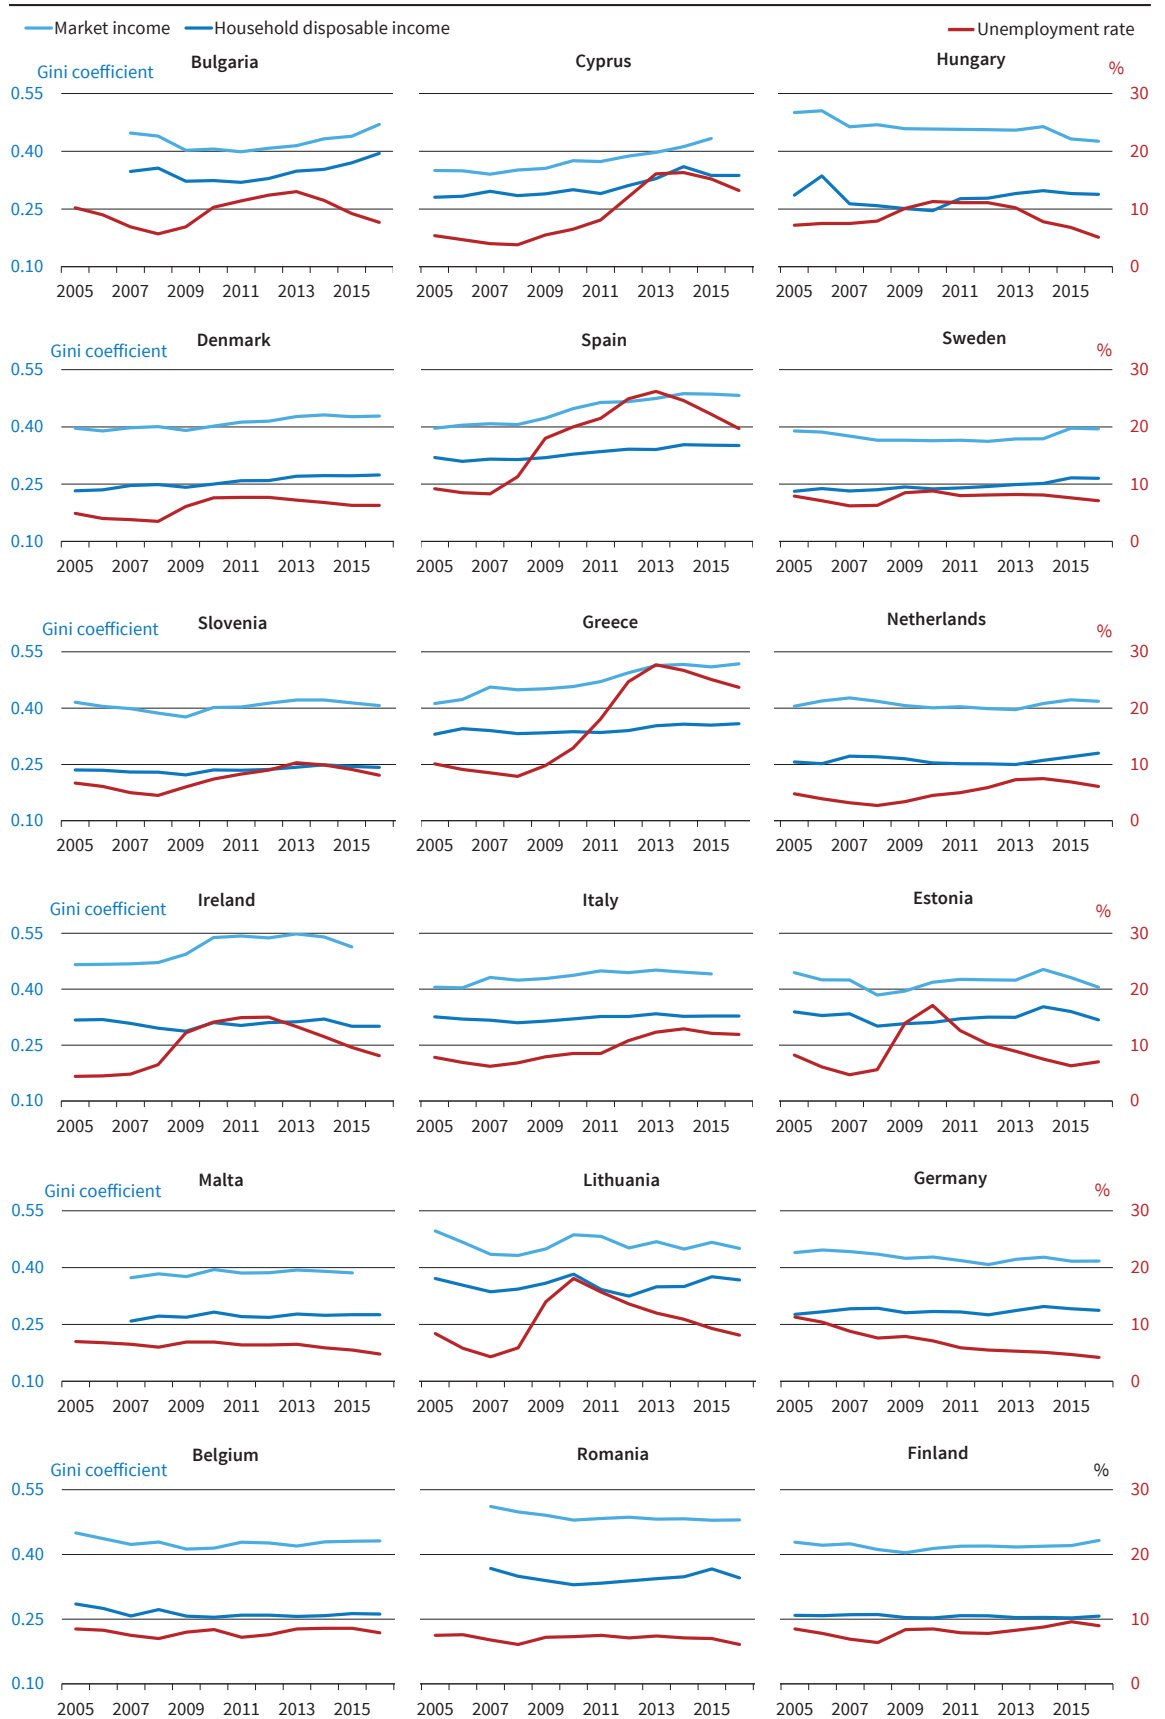 Market income Household disposable income Unemployment rate
Bulgaria Cyprus Hungary
Gini coefficient %
0.55 30
0.40 20
0.25 10
0.10 0
2005 2007 2009 2011 2013 2015 2005 2007 2009 2011 2013 2015 2005 2007 2009 2011 2013 2015
Denmark Spain Sweden
Gini coefficient %
0.55 30
0.40 20
0.25 10
0.10 0
2005 2007 2009 2011 2013 2015 2005 2007 2009 2011 2013 2015 2005 2007 2009 2011 2013 2015
Slovenia Greece Netherlands
Gini coefficient %
0.55 30
0.40 20
0.25 10
0.10 0
2005 2007 2009 2011 2013 2015 2005 2007 2009 2011 2013 2015 2005 2007 2009 2011 2013 2015
Ireland Italy Estonia
Gini coefficient %
0.55 30
0.40 20
0.25 10
0.10 0
2005 2007 2009 2011 2013 2015 2005 2007 2009 2011 2013 2015 2005 2007 2009 2011 2013 2015
Malta Lithuania Germany
Gini coefficient %
0.55 30
0.40 20
0.25 10
0.10 0
2005 2007 2009 2011 2013 2015 2005 2007 2009 2011 2013 2015 2005 2007 2009 2011 2013 2015
Belgium Romania Finland
Gini coefficient %
0.55 30
0.40 20
0.25 10
0.10 0
2005 2007 2009 2011 2013 2015 2005 2007 2009 2011 2013 2015 2005 2007 2009 2011 2013 2015